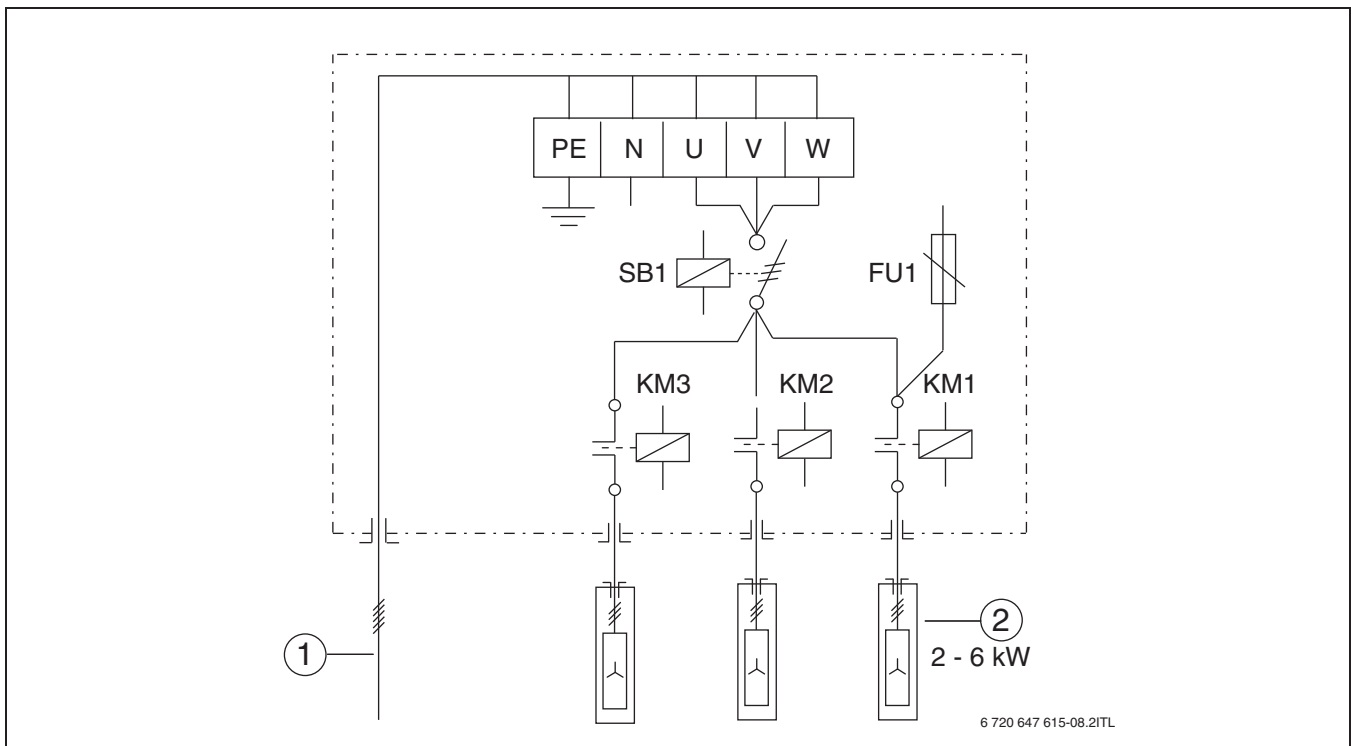 PE N U V W
SB1
FU1
KM3 KM2 KM1
1
2
2 - 6 kW
6 720 647 615-08.2ITL